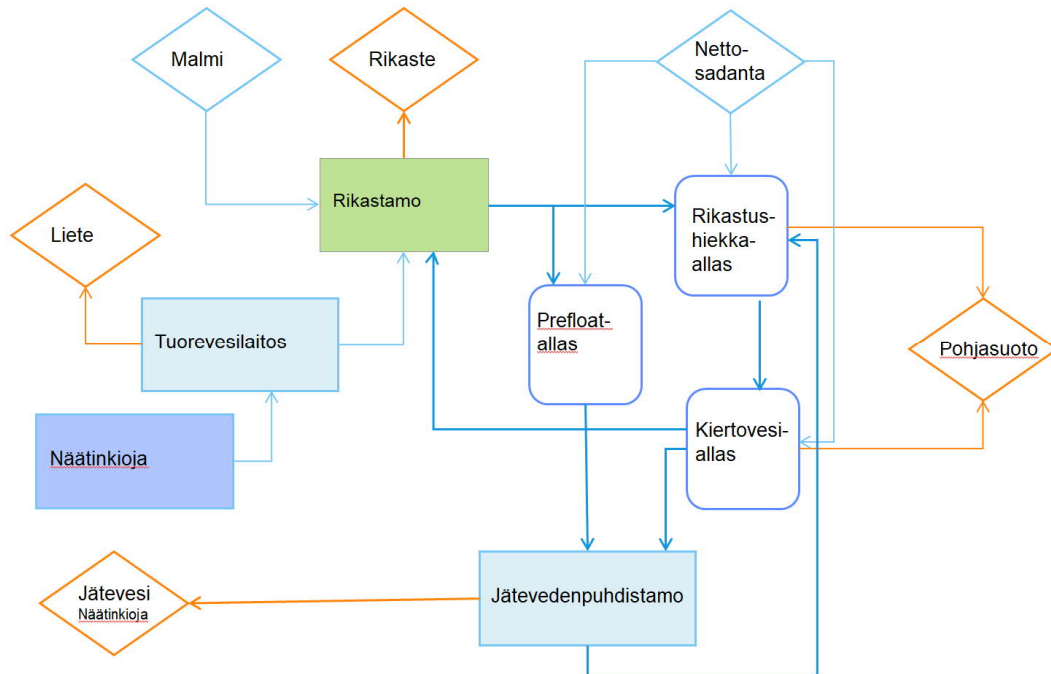 Malmi
Rikaste
Netto-
sadanta
Rikastamo
Rikastus-
hiekka-
allas
Liete
Prefloat-
allas
Tuorevesilaitos
Pohjasuoto
Kiertovesi-
allas
Näätinkioja
Jätevesi
Näätinkioja
Jätevedenpuhdistamo